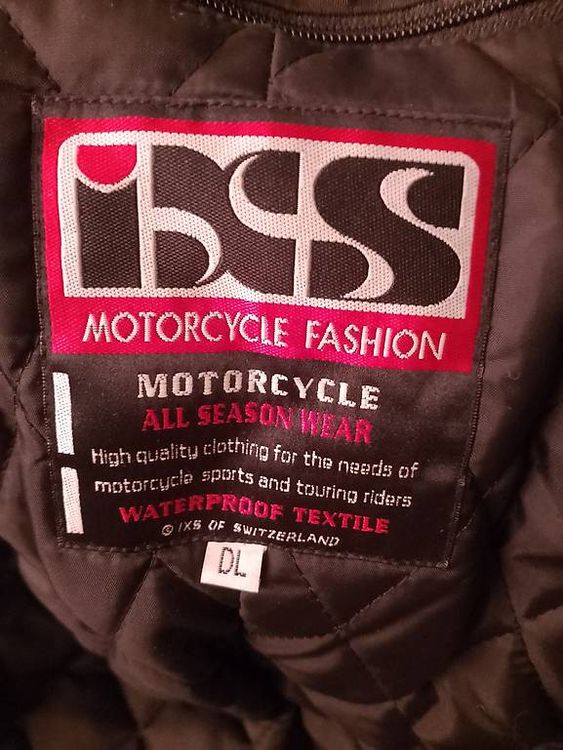 ixs
MOTORCYCLE FASHION
MOTORCYCLE
ALL SEASON WEAR
High quality clothing for the needs of
motorcycle sports and touring riders
WATERPROOF TEXTILE
© IXS OF SWITZERLAND
DL